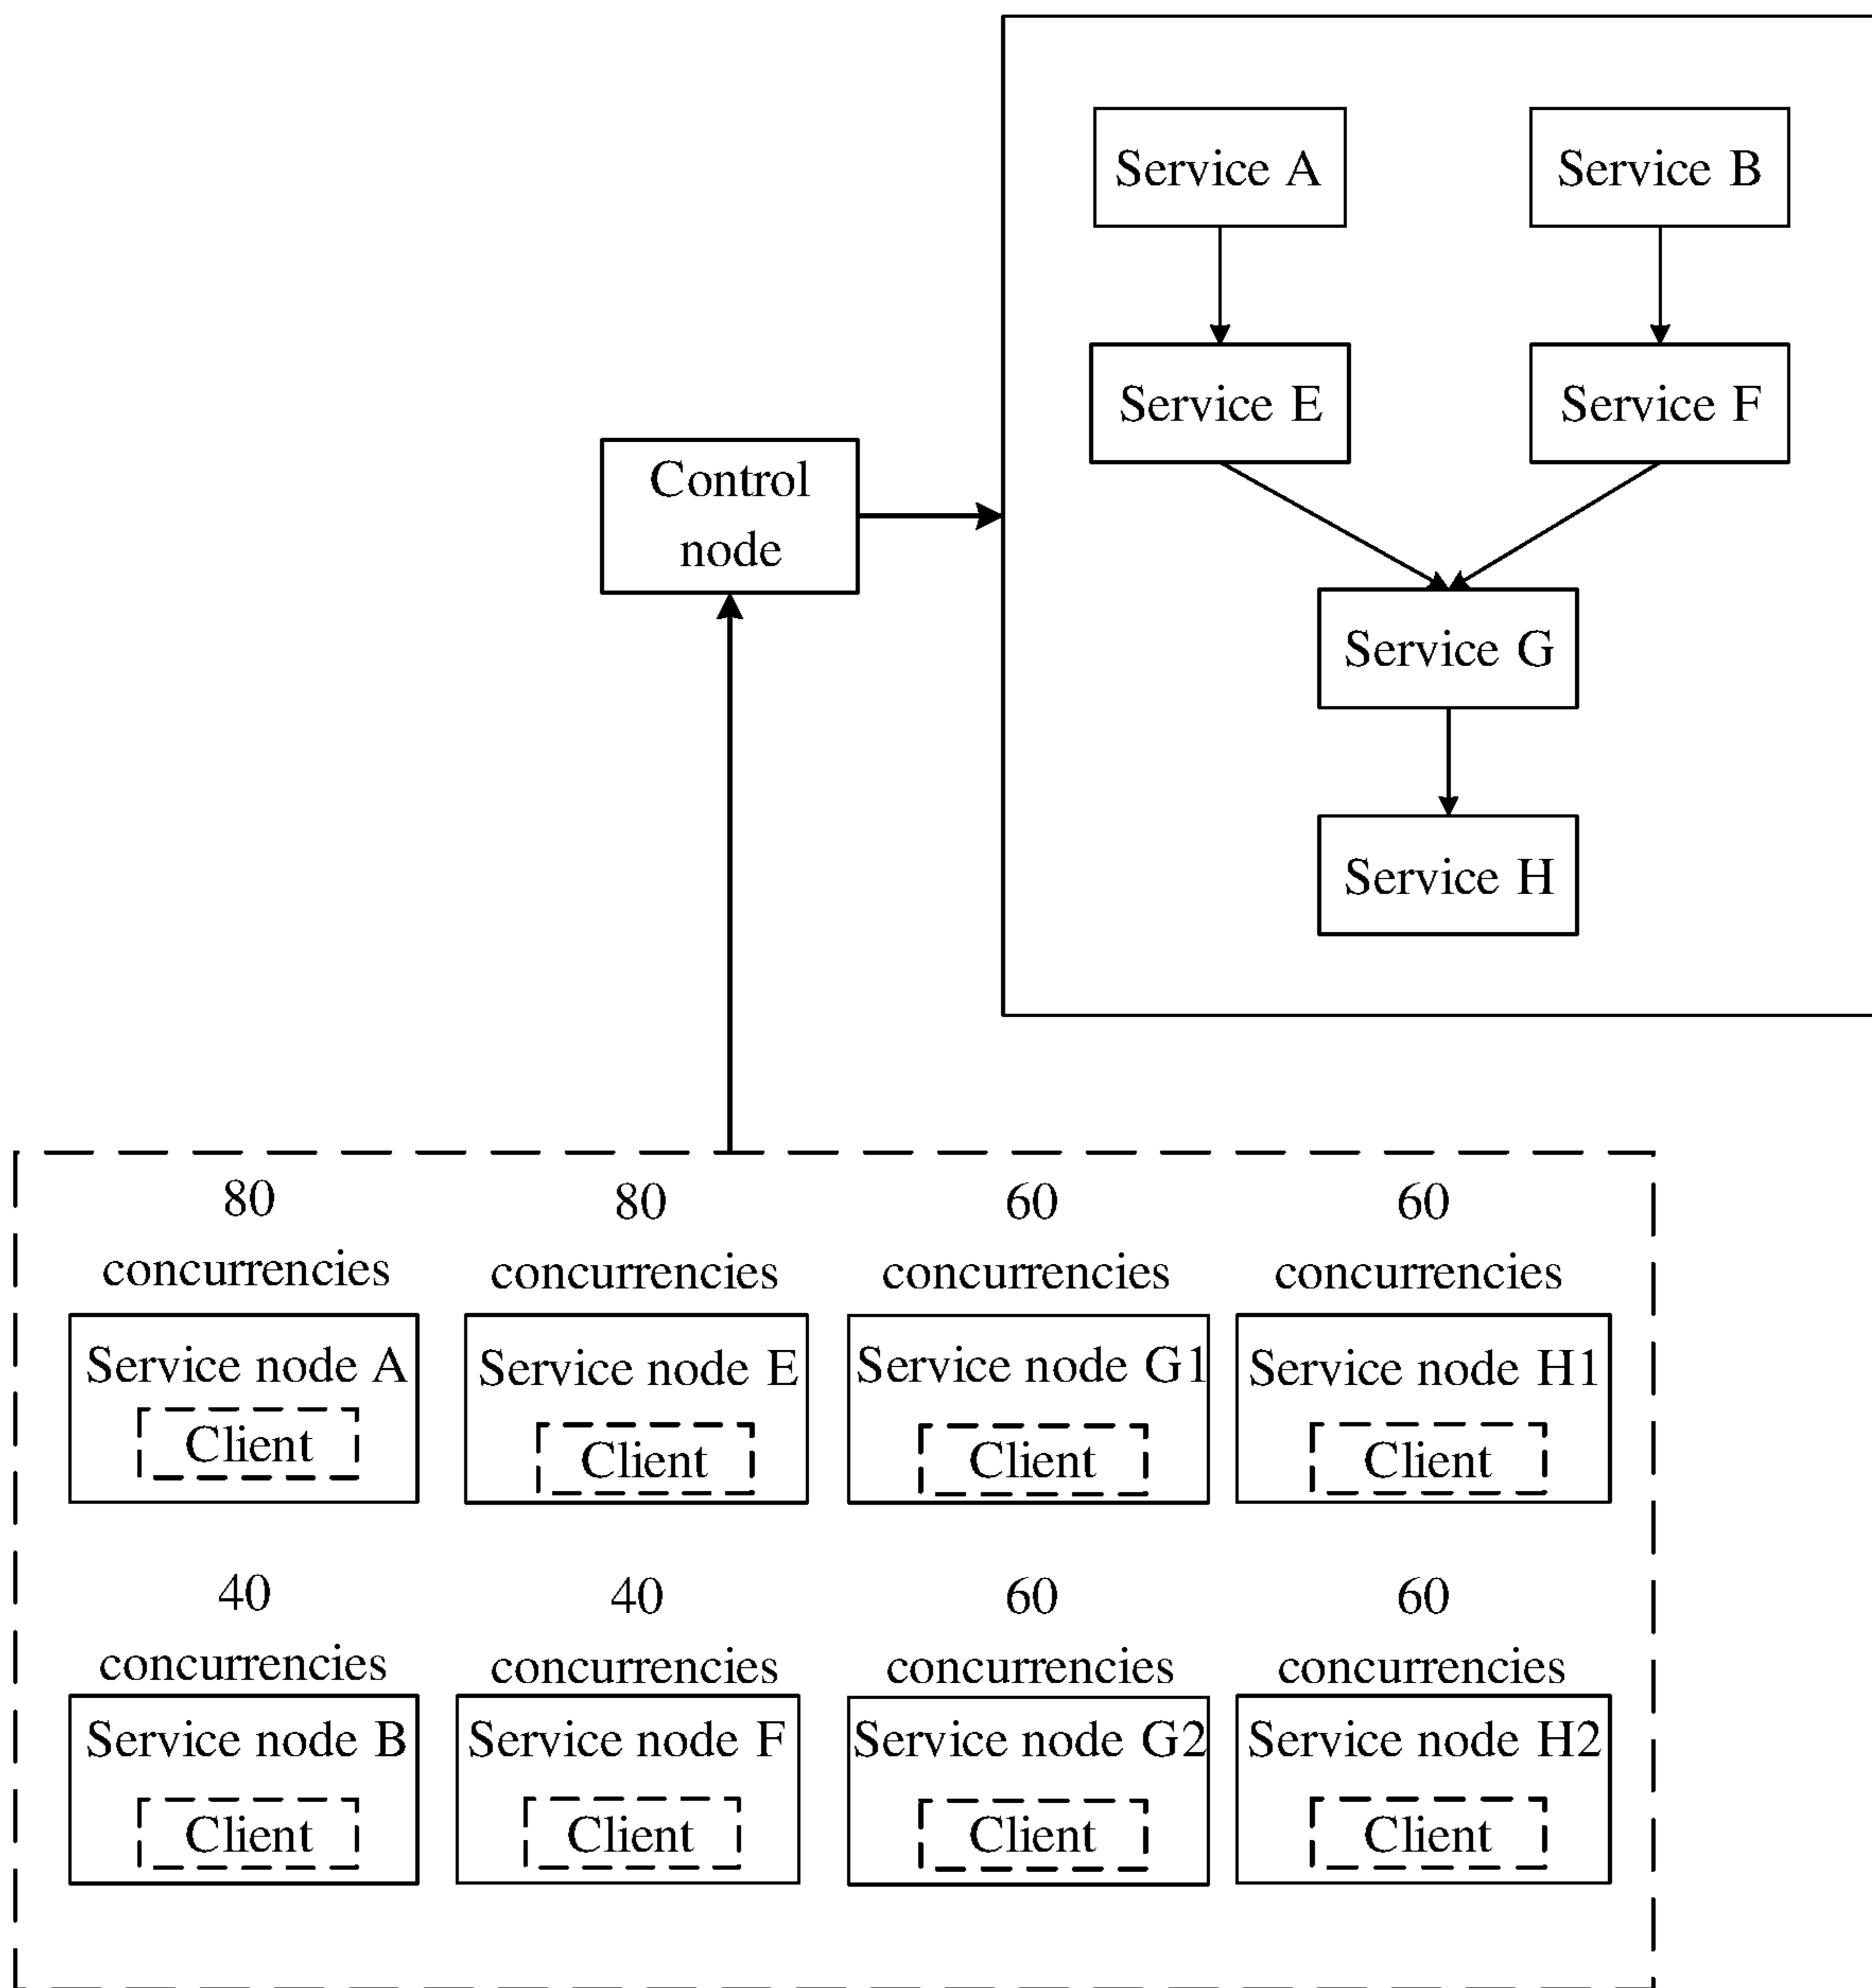 Service A
Service B
Service E
Service F
Control
node
Service G
Service H
80
concurrencies
80
concurrencies
60
concurrencies
60
concurrencies
Service node A
Client
Service node E
Client
Service node G1
Client
Service node H1
Client
40
concurrencies
40
concurrencies
60
concurrencies
60
concurrencies
Service node B
Client
Service node F
Client
Service node G2
Client
Service node H2
Client